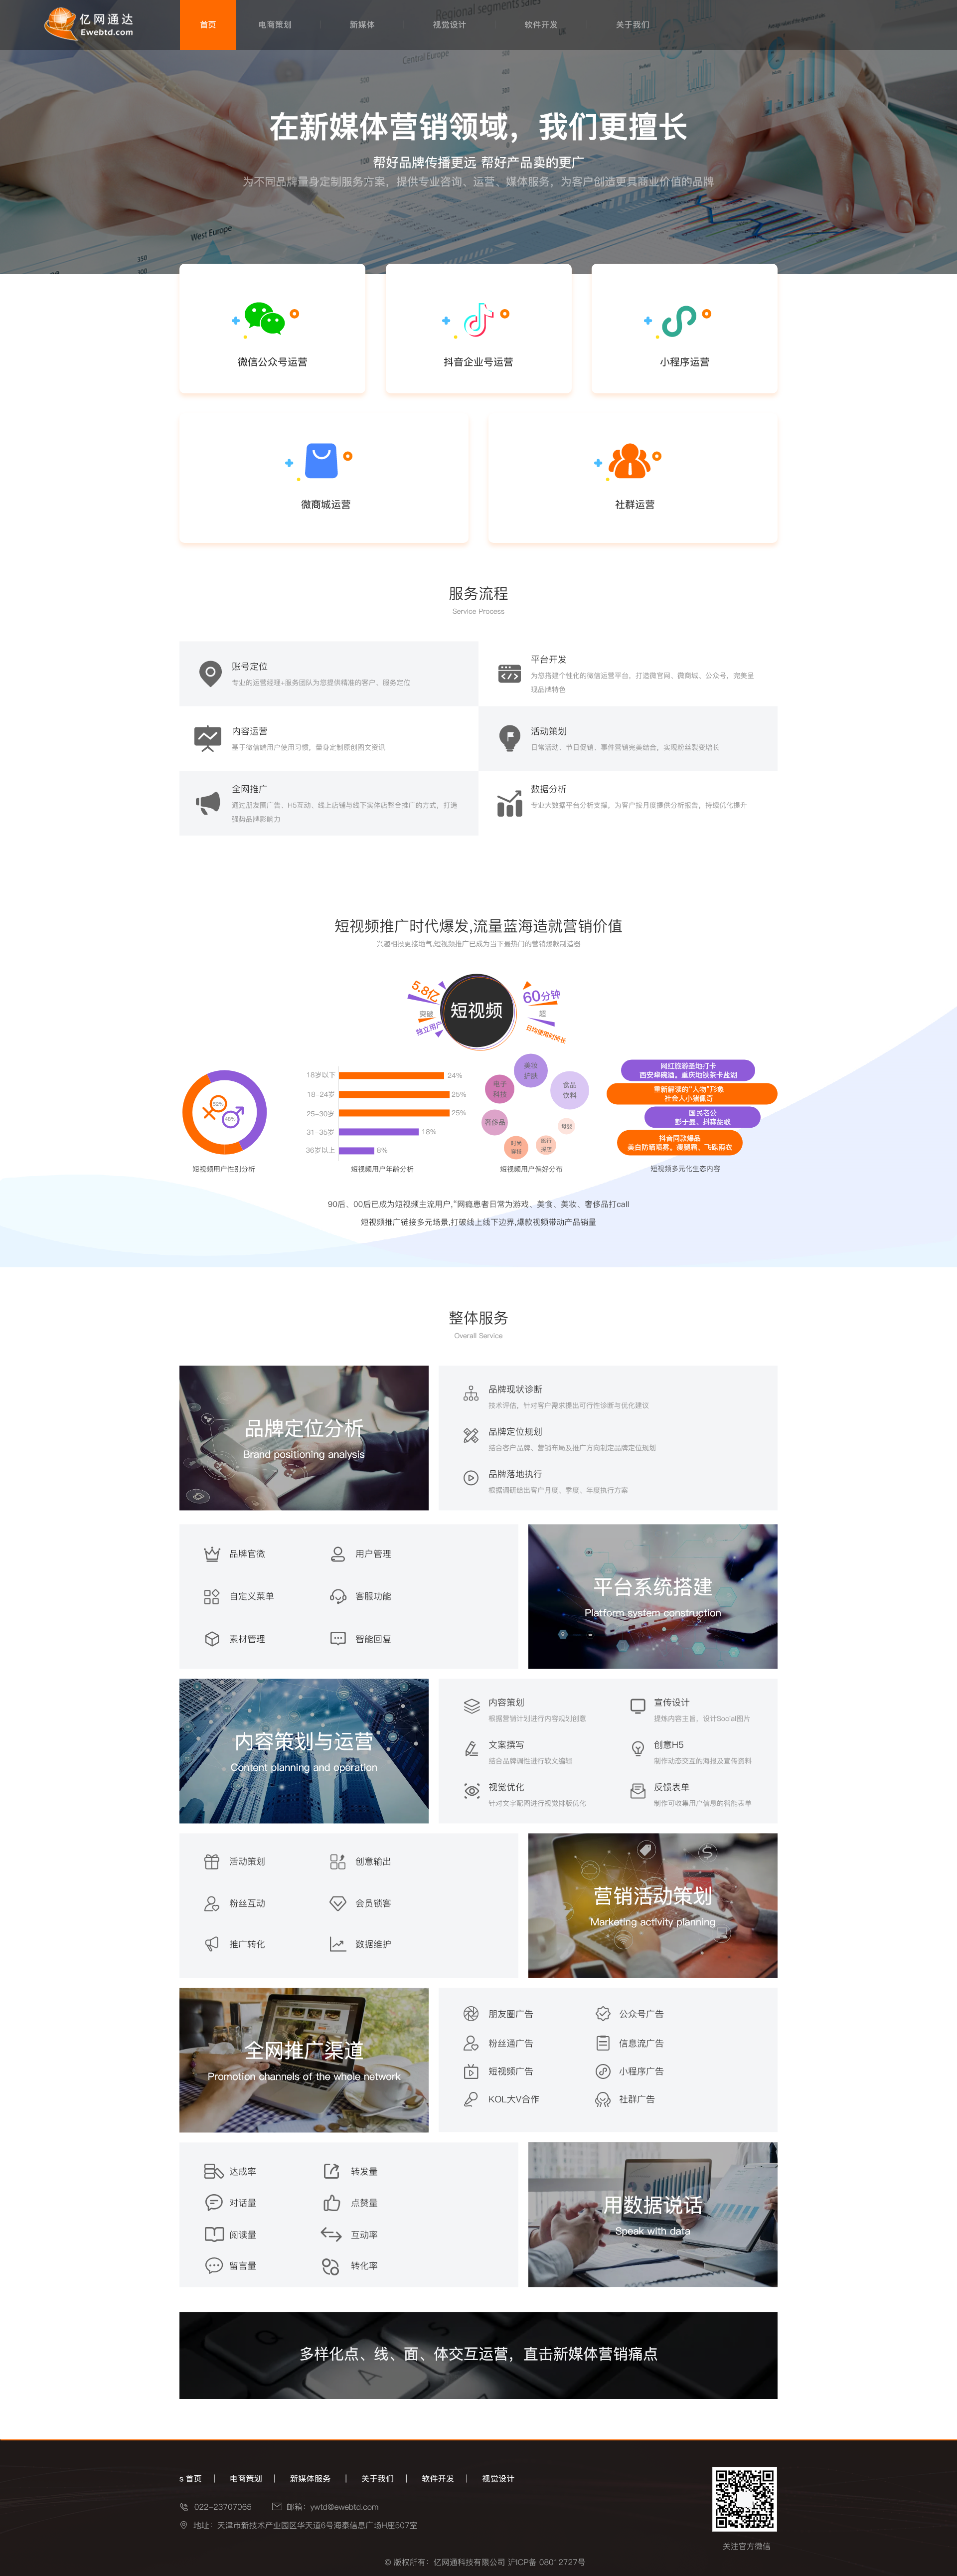 亿网通达
Ewebtd.com
首页
电商策划
新媒体
视觉设计
软件开发
关于我们
Regional segments sales
UK
Central Europe
West Europe
在新媒体营销领域，我们更擅长
帮好品牌传播更远 帮好产品卖的更广
为不同品牌量身定制服务方案，提供专业咨询、运营、媒体服务，为客户创造更具商业价值的品牌
微信公众号运营
抖音企业号运营
小程序运营
微商城运营
社群运营
服务流程
Service Process
账号定位
专业的运营经理+服务团队为您提供精准的客户、服务定位
平台开发
为您搭建个性化的微信运营平台，打造微官网、微商城、公众号，完美呈
现品牌特色
内容运营
基于微信端用户使用习惯，量身定制原创图文资讯
活动策划
日常活动、节日促销、事件营销完美结合，实现粉丝裂变增长
全网推广
通过朋友圈广告、H5互动、线上店铺与线下实体店整合推广的方式，打造
强势品牌影响力
数据分析
专业大数据平台分析支撑，为客户按月度提供分析报告，持续优化提升
短视频推广时代爆发,流量蓝海造就营销价值
兴趣相投更接地气,短视频推广已成为当下最热门的营销爆款制造器
5.8亿
突破
独立用户
短视频
60分钟
超
日均使用时间长
52%
48%
短视频用户性别分析
18岁以下
24%
18-24岁
25%
25-30岁
25%
31-35岁
18%
36岁以上
8%
短视频用户年龄分析
美妆
护肤
电子
科技
食品
饮料
奢侈品
母婴
时尚
穿搭
旅行
短视频用户偏好分布
网红旅游圣地打卡
西安摔碗酒，重庆地铁茶卡盐湖
重新解读的“人物”形象
社会人小猪佩奇
国民老公
彭于曼、抖森胡歌
抖音同款爆品
美白防晒喷雾，瘦腿霜、飞碟雨衣
短视频多元化生态内容
90后、00后已成为短视频主流用户,“网瘾患者日常为游戏、美食、美妆、奢侈品打call
短视频推广链接多元场景,打破线上线下边界,爆款视频带动产品销量
整体服务
Overall Service
品牌定位分析
Brand positioning analysis
品牌现状诊断
技术评估，针对客户需求提出可行性诊断与优化建议
品牌定位规划
结合客户品牌、营销布局及推广方向制定品牌定位规划
品牌落地执行
根据调研给出客户月度、季度、年度执行方案
品牌官微
用户管理
自定义菜单
客服功能
素材管理
智能回复
平台系统搭建
Platform system construction
内容策划与运营
Content planning and operation
内容策划
根据营销计划进行内容规划创意
宣传设计
提炼内容主旨，设计Social图片
文案撰写
结合品牌调性进行软文编辑
创意H5
制作动态交互的海报及宣传资料
视觉优化
针对文字配图进行视觉排版优化
反馈表单
制作可收集用户信息的智能表单
活动策划
创意输出
粉丝互动
会员锁客
推广转化
数据维护
营销活动策划
Marketing activity planning
全网推广渠道
Promotion channels of the whole network
朋友圈广告
公众号广告
粉丝通广告
信息流广告
短视频广告
小程序广告
KOL大V合作
社群广告
达成率
转发量
对话量
点赞量
阅读量
互动率
留言量
转化率
用数据说话
Speak with data
多样化点、线、面、体交互运营，直击新媒体营销痛点
s 首页 | 电商策划 | 新媒体服务 | 关于我们 | 软件开发 | 视觉设计
022-23707065 邮箱：ywtd@ewebtd.com
地址：天津市新技术产业园区华天道6号海泰信息广场H座507室
关注官方微信
© 版权所有：亿网通科技有限公司 沪ICP备 08012727号